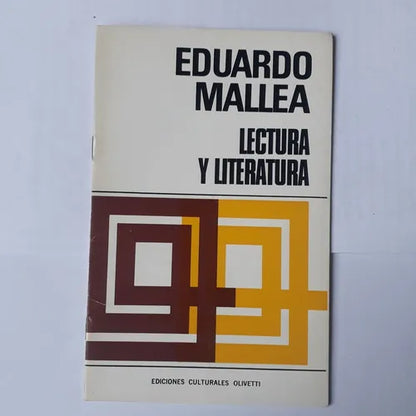 EDUARDO
MALLEA
LECTURA
Y LITERATURA
EDICIONES CULTURALES OLIVETTI